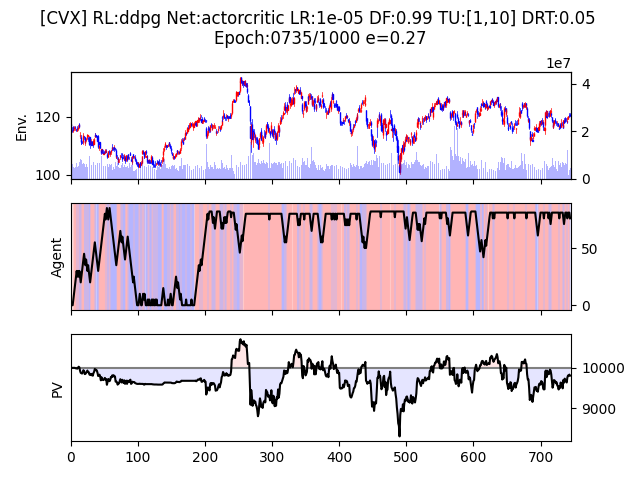 [CVX] RL:ddpg Net:actorcritic LR:1e-05 DF:0.99 TU:[1,10] DRT:0.05
Epoch:0735/1000 e=0.27
1e7
Env.
120
100
4
2
0
Agent
50
0
PV
10000
9000
0 100 200 300 400 500 600 700